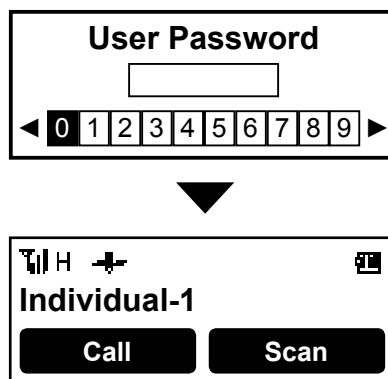 User Password
0 1 2 3 4 5 6 7 8 9
H
Individual-1
Call Scan